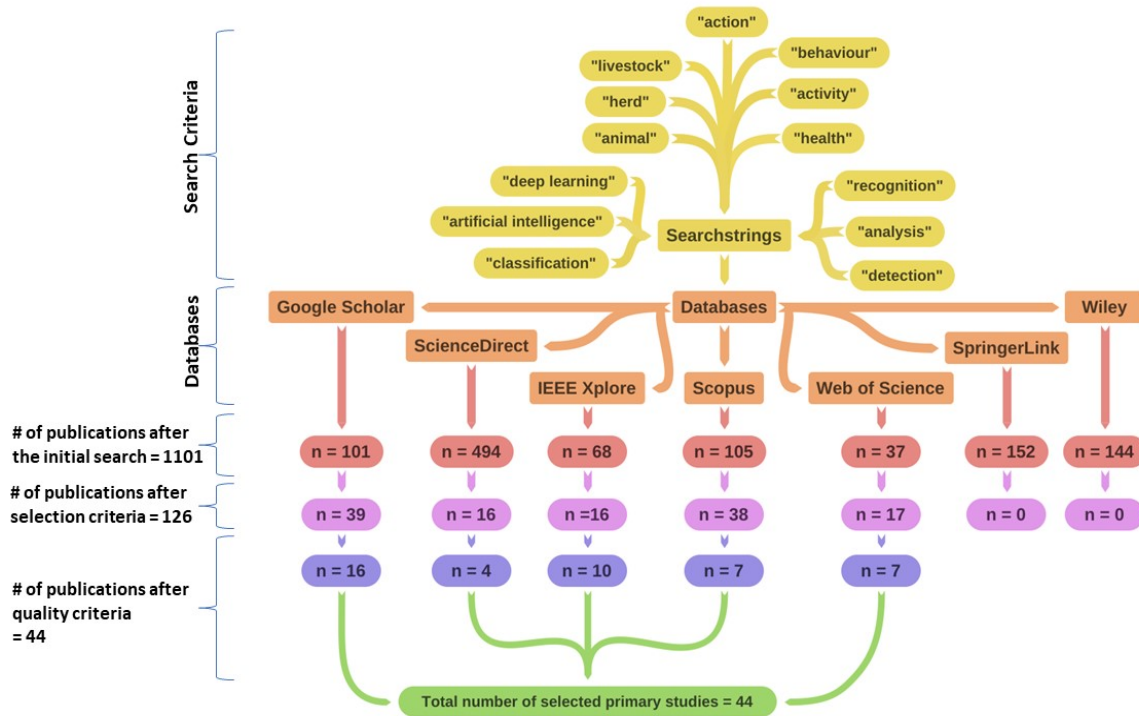 Search Criteria
"action"
"livestock"
"behaviour"
"herd"
"activity"
"animal"
"health"
"deep learning"
"recognition"
"artificial intelligence"
Searchstrings
"analysis"
"classification"
"detection"
Databases
Google Scholar
Databases
Wiley
ScienceDirect
SpringerLink
IEEE Xplore
Scopus
Web of Science
# of publications after
the initial search = 1101
n = 101
n = 494
n = 68
n = 105
n = 37
n = 152
n = 144
# of publications after
selection criteria = 126
n = 39
n = 16
n =16
n = 38
n = 17
n = 0
n = 0
# of publications after
quality criteria
= 44
n = 16
n = 4
n = 10
n = 7
n = 7
Total number of selected primary studies = 44